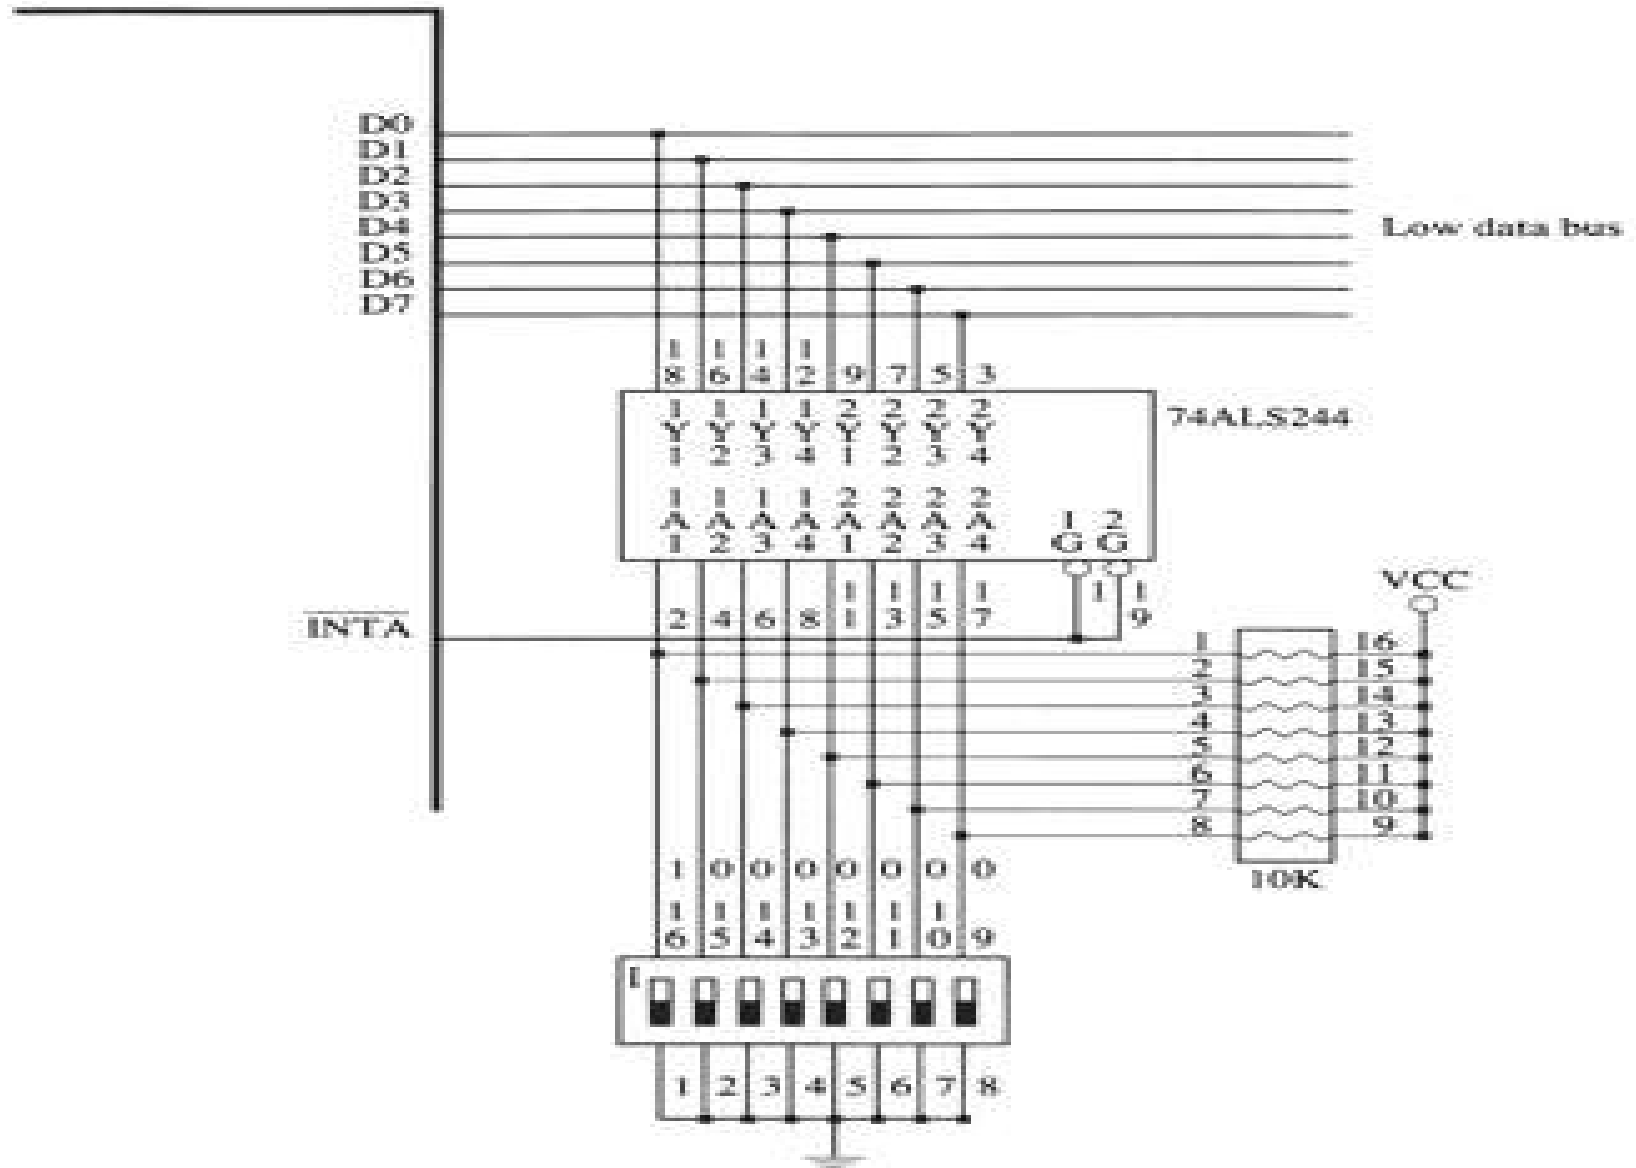 D0
D1
D2
D3
D4
D5
D6
D7
Low data bus
18 16 14 12 9 7 5 3
1Y1 1Y2 1Y3 1Y4 2Y1 2Y2 2Y3 2Y4
74ALS244
1A1 1A2 1A3 1A4 2A1 2A2 2A3 2A4
1G 2G
2 4 6 8 11 13 15 17
1 19
VCC
INTA
1 16
2 15
3 14
4 13
5 12
6 11
7 10
8 9
10K
1 0 0 0 0 0 0 0
16 15 14 13 12 11 10 9
1
1 2 3 4 5 6 7 8